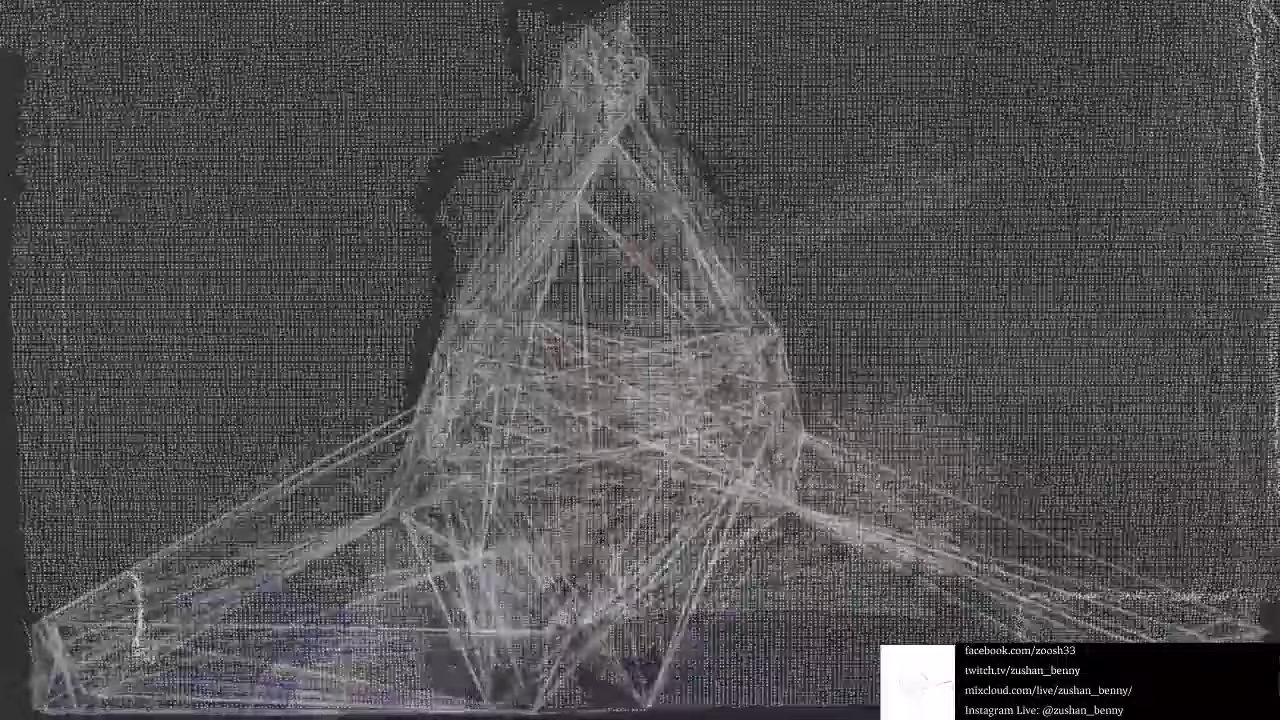 facebook.com/zoosh33
twitch.tv/zushan_benny
mixcloud.com/live/zushan_benny/
Instagram Live: @zushan_benny